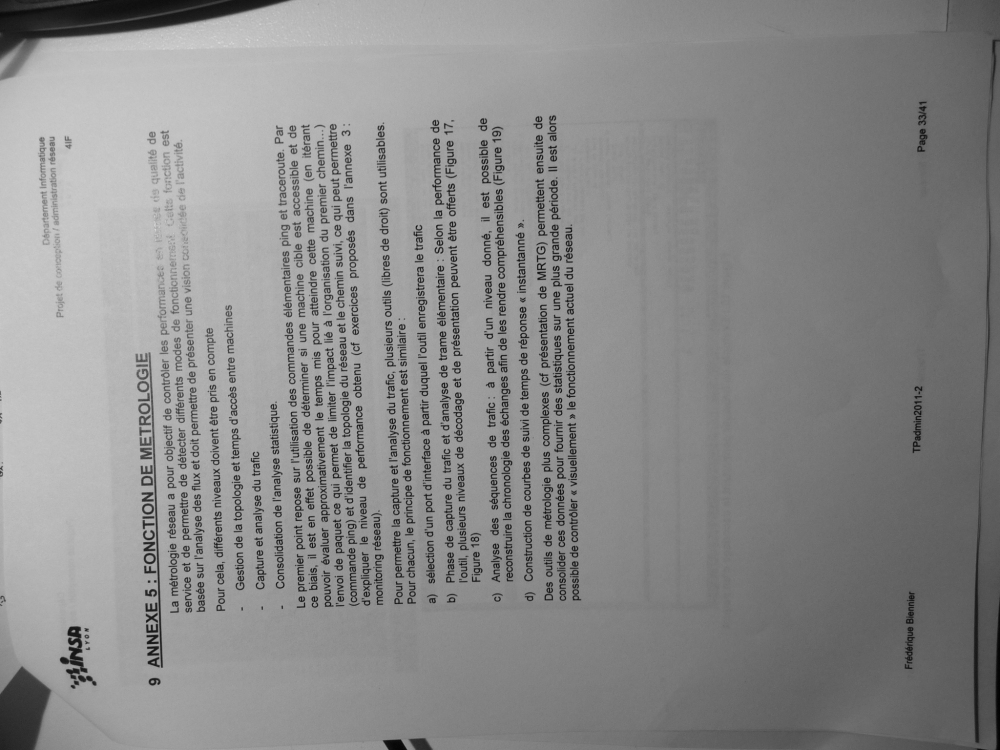 INSA
LYON
Département Informatique
Projet de conception / administration réseau
4IF
9 ANNEXE 5 : FONCTION DE METROLOGIE
La métrologie réseau a pour objectif de contrôler les performances en termes de qualité de
service et de permettre de détecter différents modes de fonctionnement. Cette fonction est
basée sur l'analyse des flux et doit permettre de présenter une vision consolidée de l'activité.
Pour cela, différents niveaux doivent être pris en compte
- Gestion de la topologie et temps d'accès entre machines
- Capture et analyse du trafic
- Consolidation de l'analyse statistique.
Le premier point repose sur l'utilisation des commandes élémentaires ping et traceroute. Par
ce biais, il est en effet possible de déterminer si une machine cible est accessible et de
pouvoir évaluer approximativement le temps mis pour atteindre cette machine (en itérant
l'envoi de paquet ce qui permet de limiter l'impact lié à l'organisation du premier chemin...)
(commande ping) et d'identifier la topologie du réseau et le chemin suivi, ce qui peut permettre
d'expliquer le niveau de performance obtenu (cf exercices proposés dans l'annexe 3 :
monitoring réseau).
Pour permettre la capture et l'analyse du trafic, plusieurs outils (libres de droit) sont utilisables.
Pour chacun, le principe de fonctionnement est similaire :
a) sélection d'un port d'interface à partir duquel l'outil enregistrera le trafic
b) Phase de capture du trafic et d'analyse de trame élémentaire : Selon la performance de
l'outil, plusieurs niveaux de décodage et de présentation peuvent être offerts (Figure 17,
Figure 18)
c) Analyse des séquences de trafic : à partir d'un niveau donné, il est possible de
reconstruire la chronologie des échanges afin de les rendre compréhensibles (Figure 19)
d) Construction de courbes de suivi de temps de réponse « instantanné ».
Des outils de métrologie plus complexes (cf présentation de MRTG) permettent ensuite de
consolider ces données pour fournir des statistiques sur une plus grande période. Il est alors
possible de contrôler « visuellement » le fonctionnement actuel du réseau.
Frédérique Biennier
TPadmin2011-2
Page 33/41